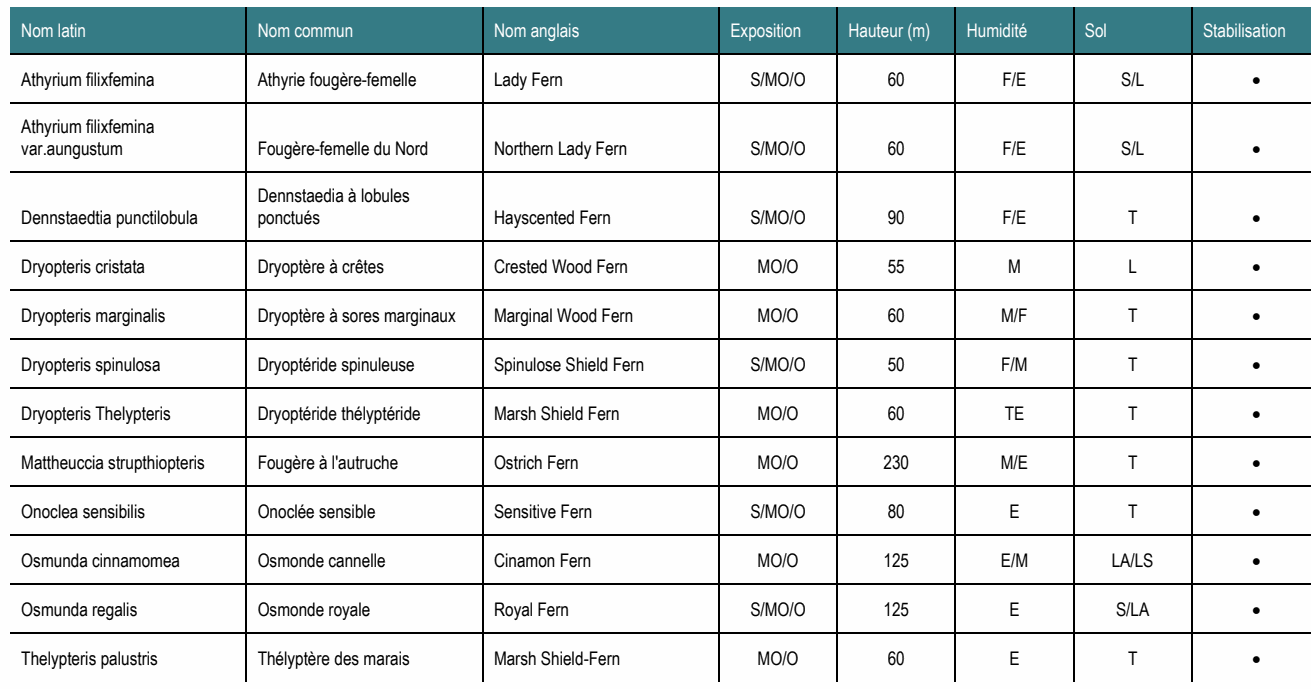 Nom latin Nom commun Nom anglais Exposition Hauteur (m) Humidité Sol Stabilisation
Athyrium filixfemina Athyrie fougère-femelle Lady Fern S/MO/O 60 F/E S/L •
Athyrium filixfemina
var.aungustum Fougère-femelle du Nord Northern Lady Fern S/MO/O 60 F/E S/L •
Dennstaedia à lobules
Dennstaedtia punctilobula ponctués Hayscented Fern S/MO/O 90 F/E T •
Dryopteris cristata Dryoptère à crêtes Crested Wood Fern MO/O 55 M L •
Dryopteris marginalis Dryoptère à sores marginaux Marginal Wood Fern MO/O 60 M/F T •
Dryopteris spinulosa Dryoptéride spinuleuse Spinulose Shield Fern S/MO/O 50 F/M T •
Dryopteris Thelypteris Dryoptéride thélyptéride Marsh Shield Fern MO/O 60 TE T •
Mattheuccia strupthiopteris Fougère à l'autruche Ostrich Fern MO/O 230 M/E T •
Onoclea sensibilis Onoclée sensible Sensitive Fern S/MO/O 80 E T •
Osmunda cinnamomea Osmonde cannelle Cinamon Fern MO/O 125 E/M LA/LS •
Osmunda regalis Osmonde royale Royal Fern S/MO/O 125 E S/LA •
Thelypteris palustris Thélyptère des marais Marsh Shield-Fern MO/O 60 E T •